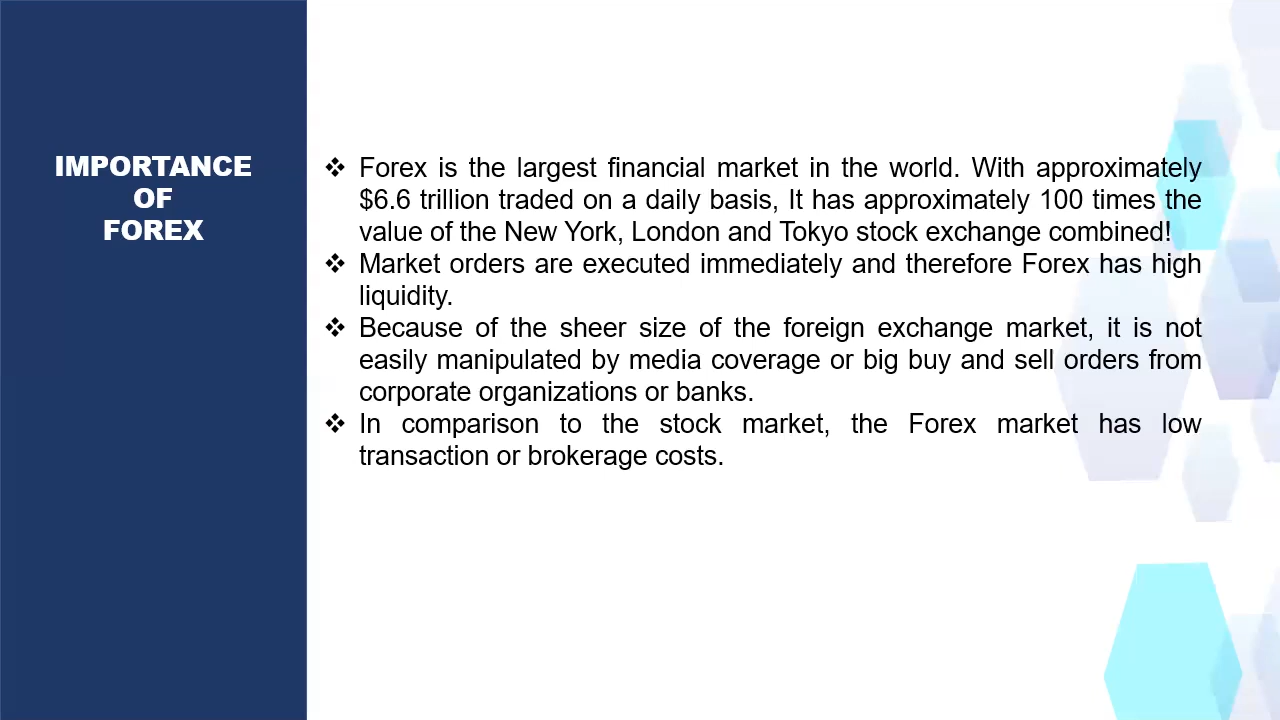 IMPORTANCE
OF
FOREX
❖ Forex is the largest financial market in the world. With approximately
$6.6 trillion traded on a daily basis, It has approximately 100 times the
value of the New York, London and Tokyo stock exchange combined!
❖ Market orders are executed immediately and therefore Forex has high
liquidity.
❖ Because of the sheer size of the foreign exchange market, it is not
easily manipulated by media coverage or big buy and sell orders from
corporate organizations or banks.
❖ In comparison to the stock market, the Forex market has low
transaction or brokerage costs.